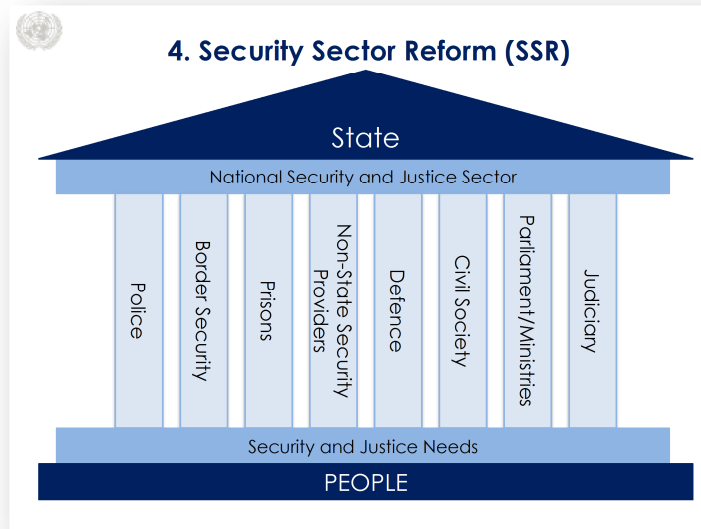 4. Security Sector Reform (SSR)
State
National Security and Justice Sector
Police
Border Security
Prisons
Non-State Security
Providers
Defence
Civil Society
Parliament/Ministries
Judiciary
Security and Justice Needs
PEOPLE